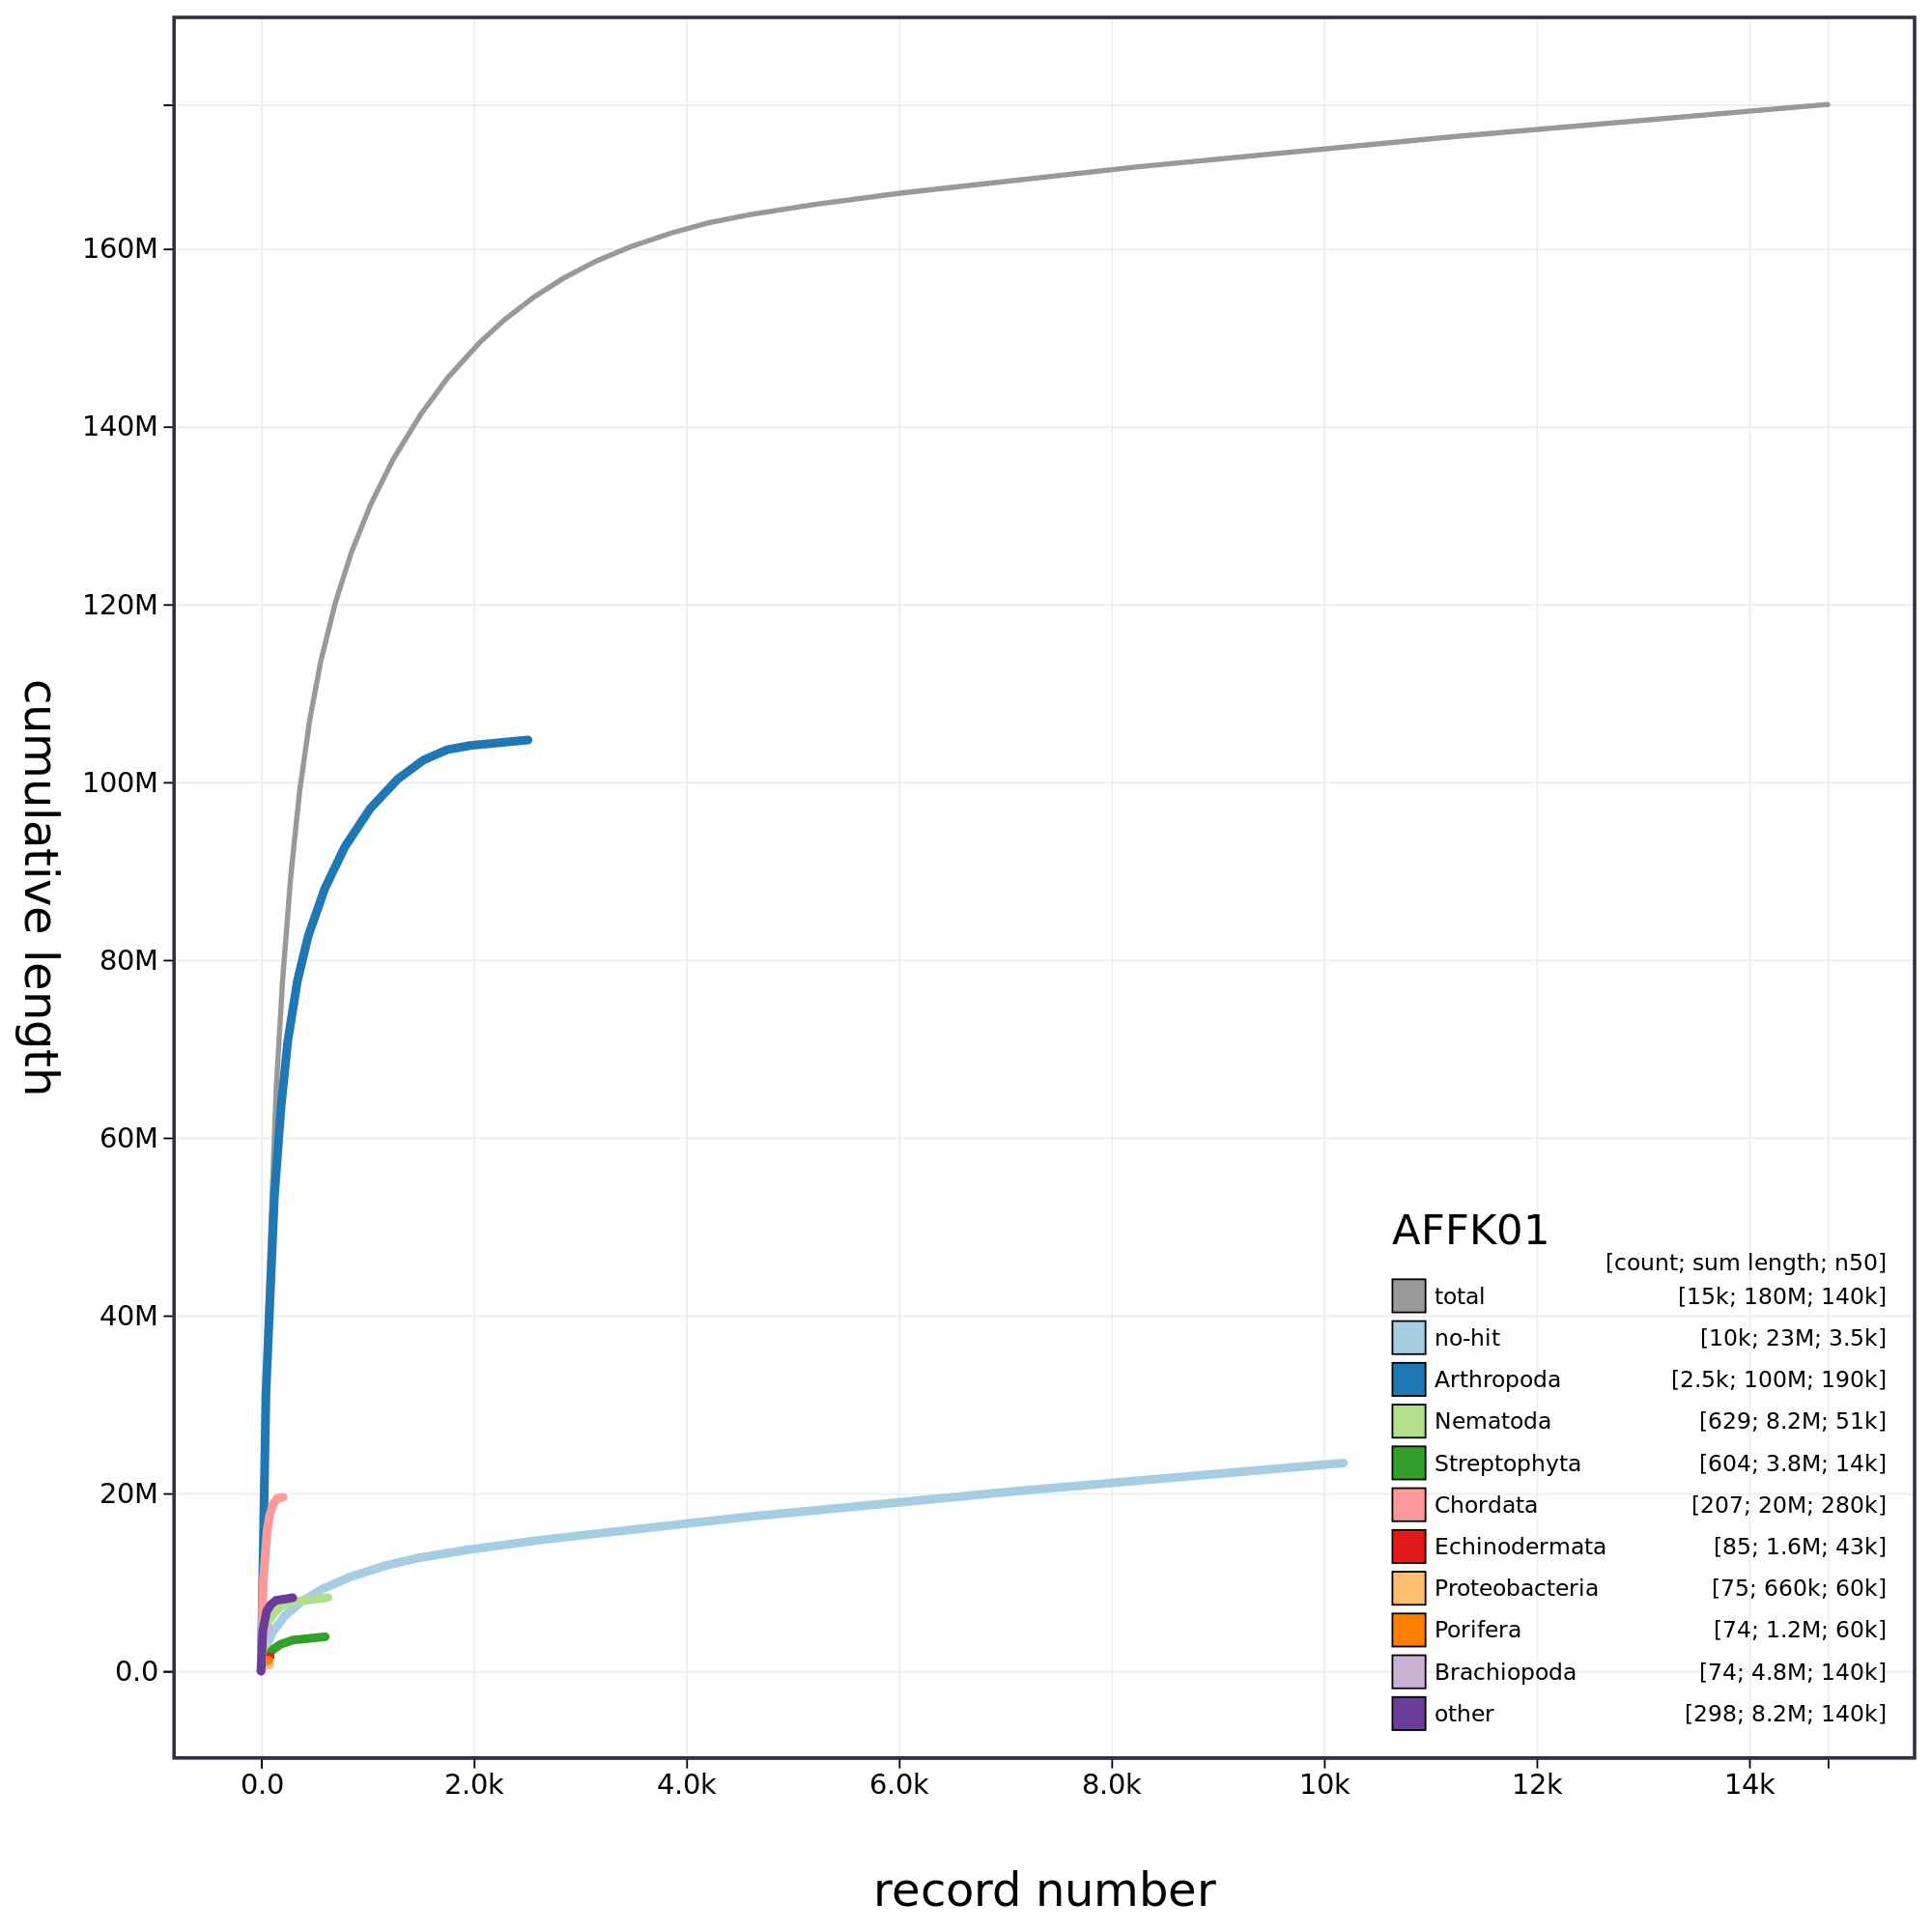 160M
140M
120M
100M
80M
60M
40M
20M
0.0
cumulative length
AFFK01
[count; sum length; n50]
total [15k; 180M; 140k]
no-hit [10k; 23M; 3.5k]
Arthropoda [2.5k; 100M; 190k]
Nematoda [629; 8.2M; 51k]
Streptophyta [604; 3.8M; 14k]
Chordata [207; 20M; 280k]
Echinodermata [85; 1.6M; 43k]
Proteobacteria [75; 660k; 60k]
Porifera [74; 1.2M; 60k]
Brachiopoda [74; 4.8M; 140k]
other [298; 8.2M; 140k]
0.0 2.0k 4.0k 6.0k 8.0k 10k 12k 14k
record number